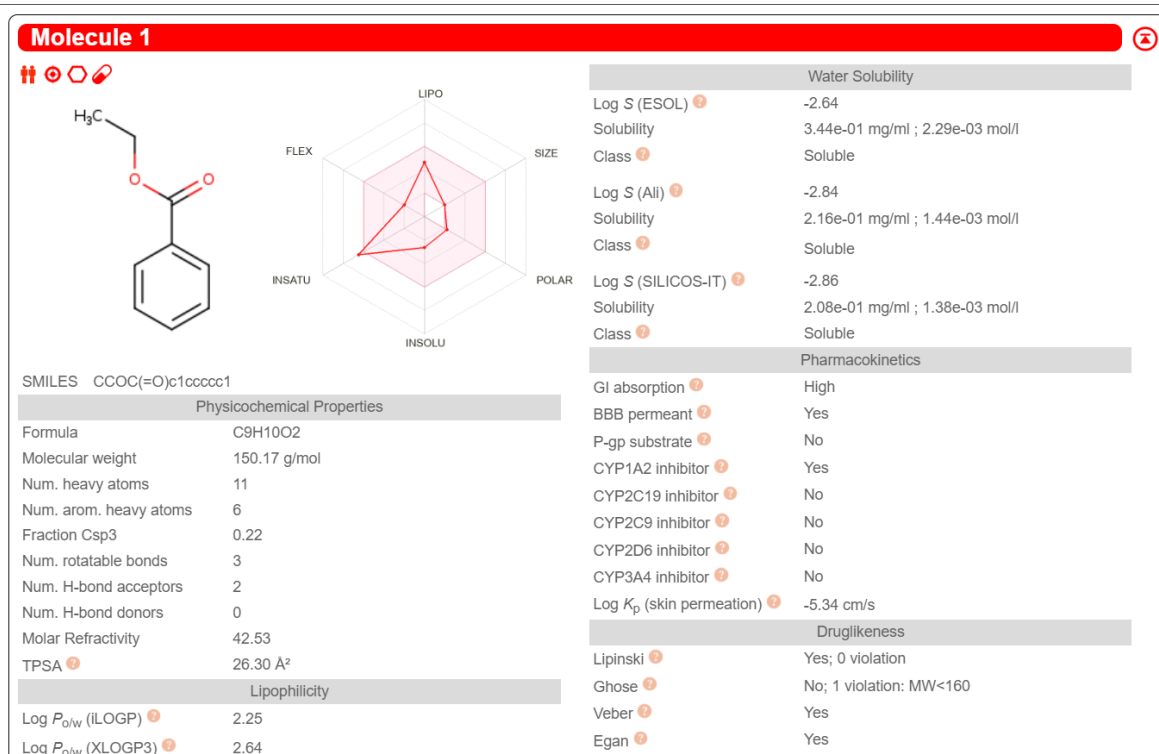 Molecule 1
H₃C
O
O
LIPO
FLEX
SIZE
INSATU
POLAR
INSOLU
SMILES CCOC(=O)c1ccccc1
Physicochemical Properties
Formula C9H10O2
Molecular weight 150.17 g/mol
Num. heavy atoms 11
Num. arom. heavy atoms 6
Fraction Csp3 0.22
Num. rotatable bonds 3
Num. H-bond acceptors 2
Num. H-bond donors 0
Molar Refractivity 42.53
TPSA ? 26.30 Å²
Lipophilicity
Log Po/w (iLOGP) ? 2.25
Log Po/w (XLOGP3) ? 2.64
Water Solubility
Log S (ESOL) ? -2.64
Solubility 3.44e-01 mg/ml ; 2.29e-03 mol/l
Class ? Soluble
Log S (Ali) ? -2.84
Solubility 2.16e-01 mg/ml ; 1.44e-03 mol/l
Class ? Soluble
Log S (SILICOS-IT) ? -2.86
Solubility 2.08e-01 mg/ml ; 1.38e-03 mol/l
Class ? Soluble
Pharmacokinetics
GI absorption ? High
BBB permeant ? Yes
P-gp substrate ? No
CYP1A2 inhibitor ? Yes
CYP2C19 inhibitor ? No
CYP2C9 inhibitor ? No
CYP2D6 inhibitor ? No
CYP3A4 inhibitor ? No
Log Kp (skin permeation) ? -5.34 cm/s
Druglikeness
Lipinski ? Yes; 0 violation
Ghose ? No; 1 violation: MW<160
Veber ? Yes
Egan ? Yes